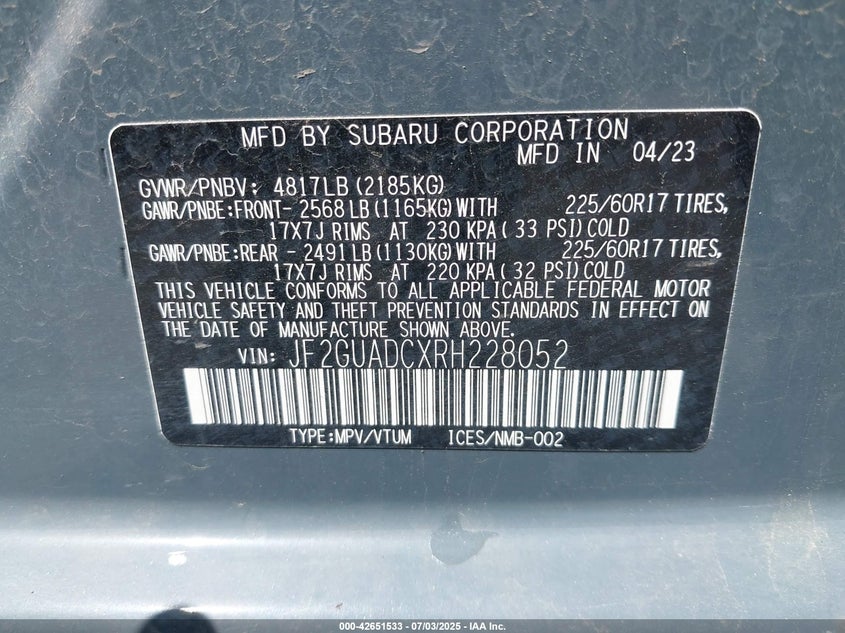 MFD BY SUBARU CORPORATION
MFD IN 04/23
GVWR/PNBV: 4817LB (2185KG)
GAWR/PNBE:FRONT- 2568 LB (1165KG) WITH 225/60R17 TIRES,
17X7J RIMS AT 230 KPA ( 33 PSI) COLD
GAWR/PNBE:REAR - 2491 LB (1130KG) WITH 225/60R17 TIRES,
17X7J RIMS AT 220 KPA ( 32 PSI) COLD
THIS VEHICLE CONFORMS TO ALL APPLICABLE FEDERAL MOTOR
VEHICLE SAFETY AND THEFT PREVENTION STANDARDS IN EFFECT ON
THE DATE OF MANUFACTURE SHOWN ABOVE.
VIN: JF2GUADCXRH228052
TYPE:MPV/VTUM ICES/NMB-002
000-42651533 - 07/03/2025 - IAA Inc.